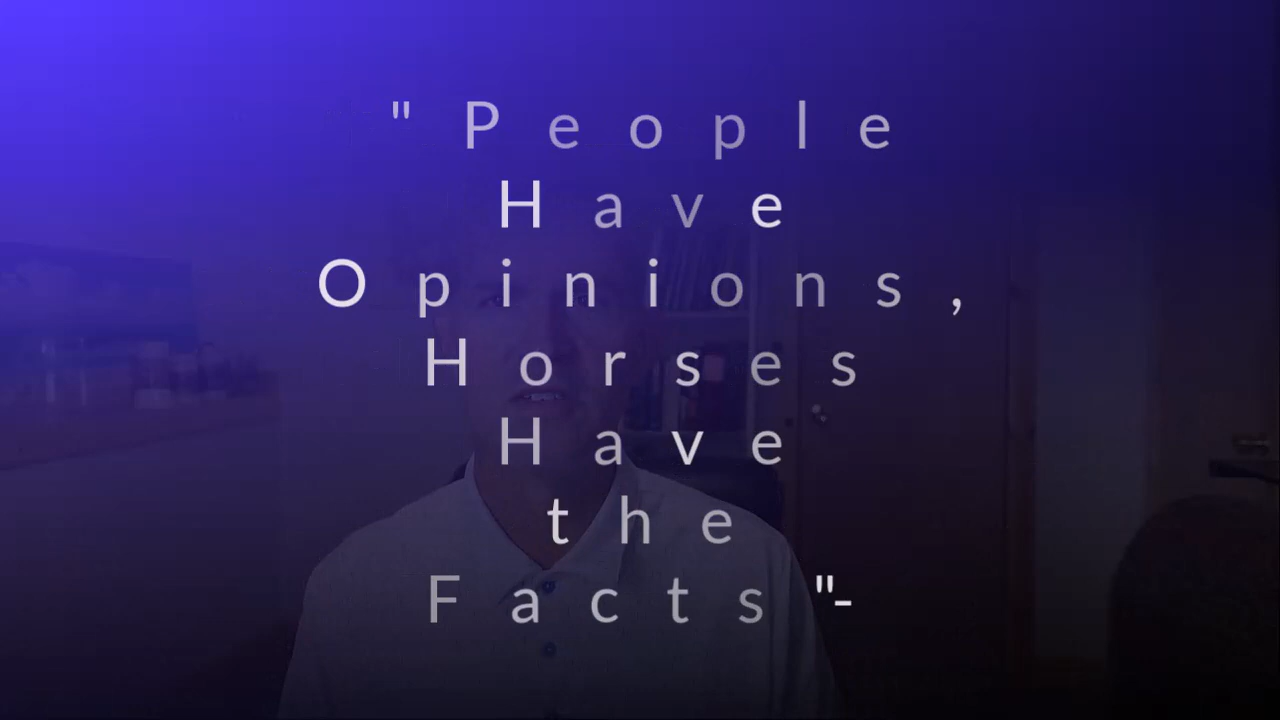 "People
Have
Opinions,
Horses
Have
the
Facts"-